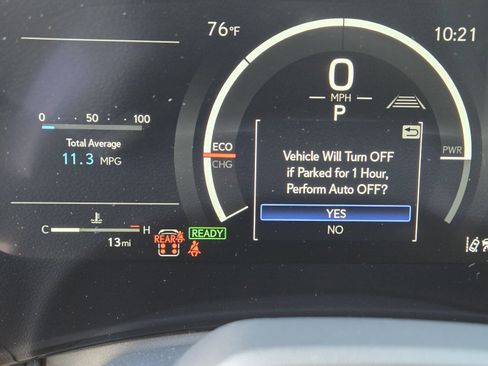 76°F
10:21
0 50 100
Total Average
11.3 MPG
0
MPH
P
ECO
CHG
PWR
Vehicle Will Turn OFF
if Parked for 1 Hour,
Perform Auto OFF?
YES
NO
C H
13mi
REAR
READY